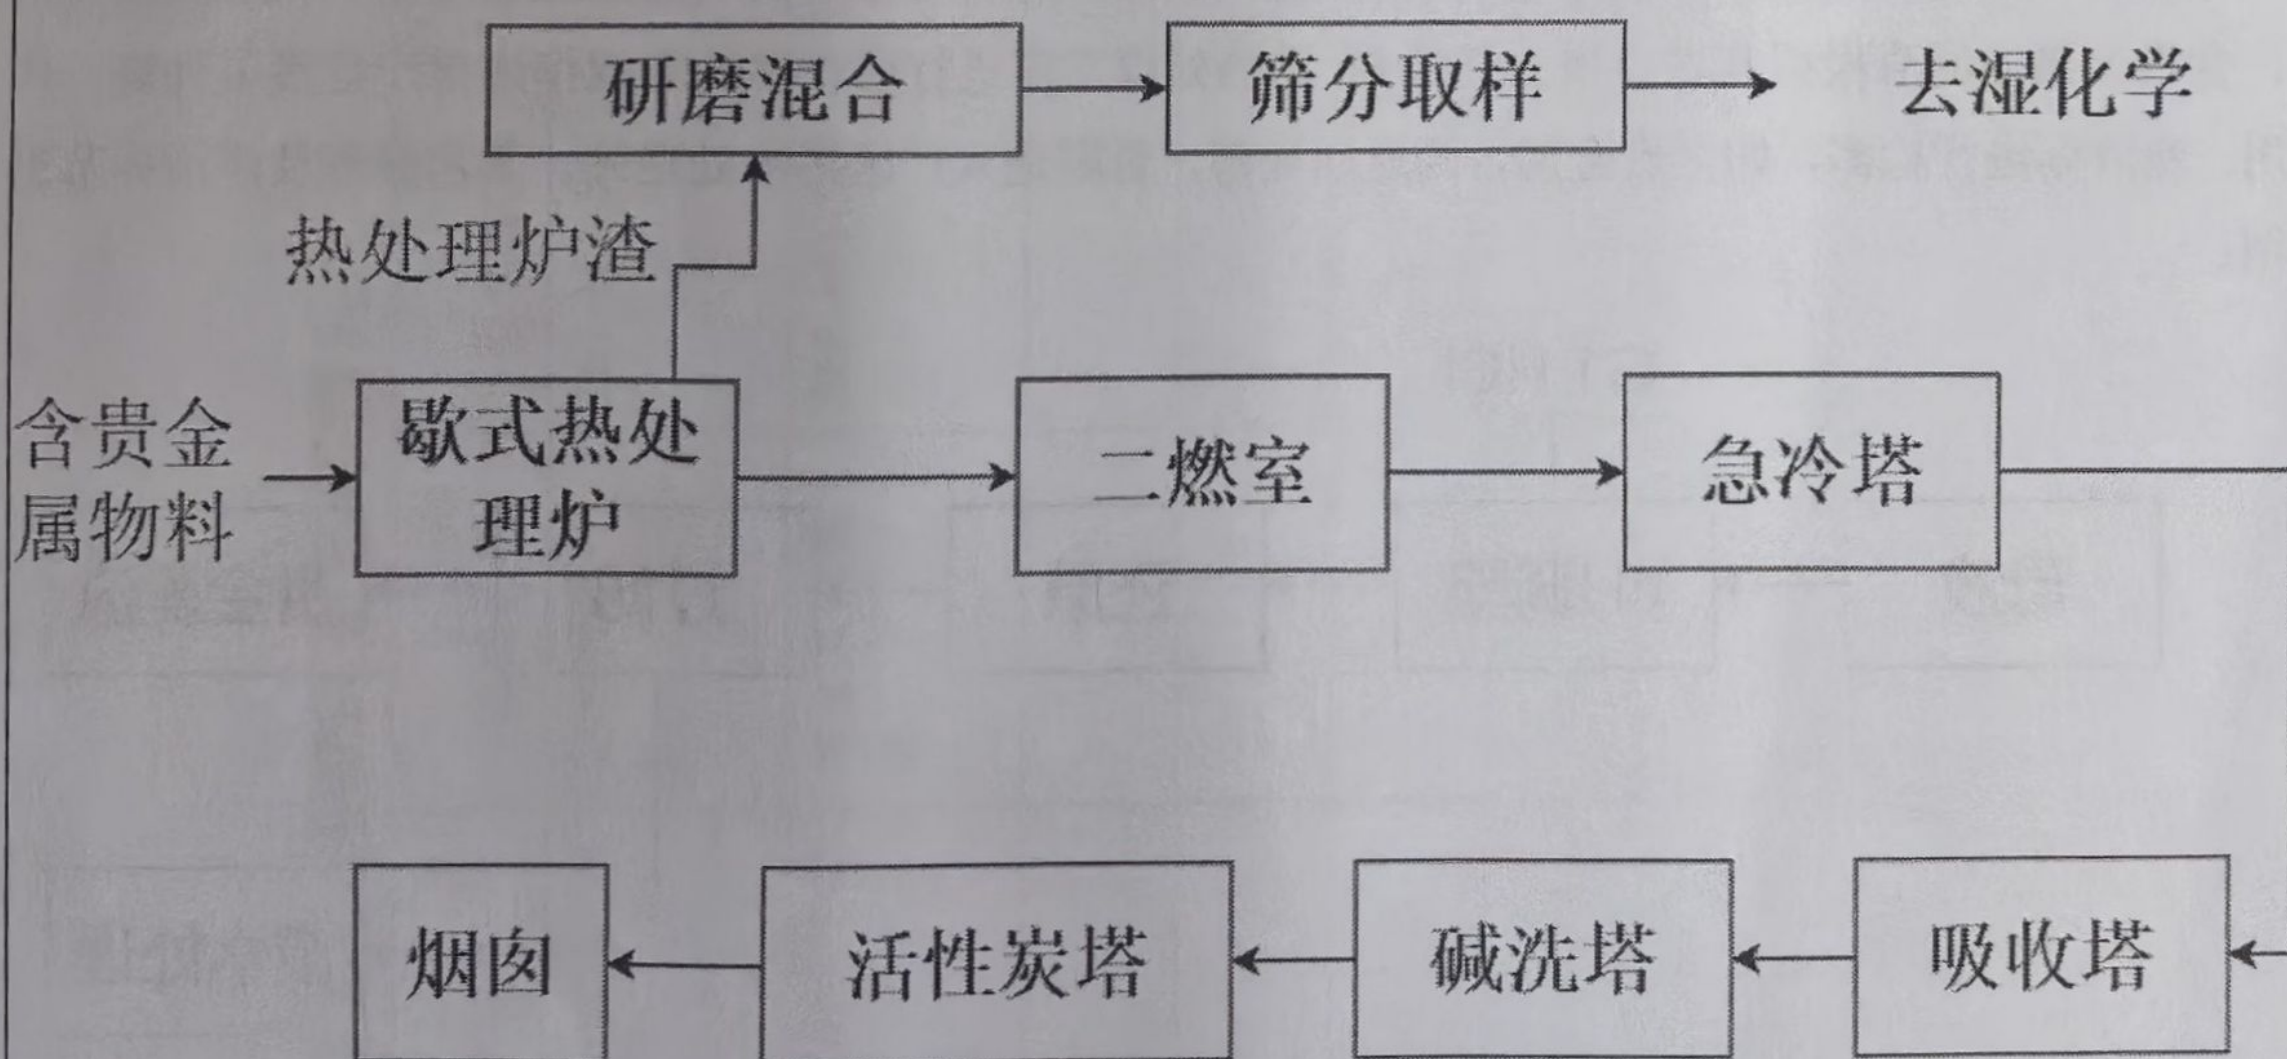 研磨混合
筛分取样
去湿化学
热处理炉渣
含贵金
属物料
歇式热处
理炉
二燃室
急冷塔
烟囱
活性炭塔
碱洗塔
吸收塔